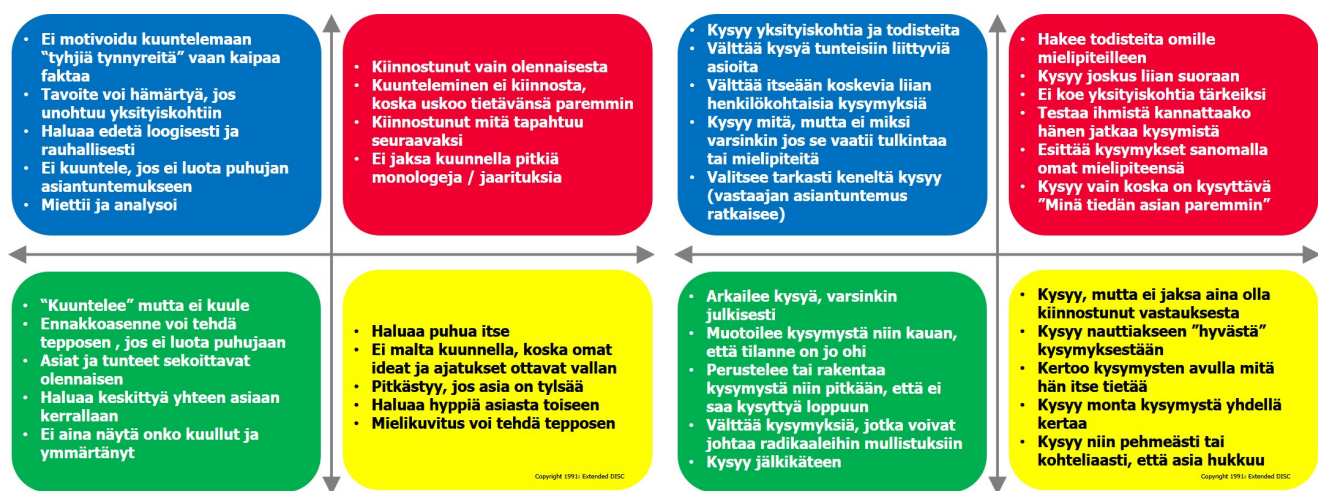 Ei motivoidu kuuntelemaan
“tyhjiä tynnyreitä” vaan kaipaa
faktaa
Tavoite voi hämärtyä, jos
unohtuu yksityiskohtiin
Haluaa edetä loogisesti ja
rauhallisesti
Ei kuuntele, jos ei luota puhujan
asiantuntemukseen
Miettii ja analysoi
Kiinnostunut vain olennaisesta
Kuunteleminen ei kiinnosta,
koska uskoo tietävänsä paremmin
Kiinnostunut mitä tapahtuu
seuraavaksi
Ei jaksa kuunnella pitkiä
monologeja / jaarituksia
“Kuuntelee” mutta ei kuule
Ennakkoasenne voi tehdä
tepposen , jos ei luota puhujaan
Asiat ja tunteet sekoittavat
olennaisen
Haluaa keskittyä yhteen asiaan
kerrallaan
Ei aina näytä onko kuullut ja
ymmärtänyt
Haluaa puhua itse
Ei malta kuunnella, koska omat
ideat ja ajatukset ottavat vallan
Pitkästyy, jos asia on tylsää
Haluaa hyppiä asiasta toiseen
Mielikuvitus voi tehdä tepposen
Copyright 1991: Extended DISC
Kysyy yksityiskohtia ja todisteita
Välttää kysyä tunteisiin liittyviä
asioita
Välttää itseään koskevia liian
henkilökohtaisia kysymyksiä
Kysyy mitä, mutta ei miksi
varsinkin jos se vaatii tulkintaa
tai mielipiteitä
Valitsee tarkasti keneltä kysyy
(vastaajan asiantuntemus
ratkaisee)
Hakee todisteita omille
mielipiteilleen
Kysyy joskus liian suoraan
Ei koe yksityiskohtia tärkeiksi
Testaa ihmistä kannattaako
hänen jatkaa kysymistä
Esittää kysymykset sanomalla
omat mielipiteensä
Kysyy vain koska on kysyttävä
”Minä tiedän asian paremmin”
Arkailee kysyä, varsinkin
julkisesti
Muotoilee kysymystä niin kauan,
että tilanne on jo ohi
Perustelee tai rakentaa
kysymystä niin pitkään, että ei
saa kysyttyä loppuun
Välttää kysymyksiä, jotka voivat
johtaa radikaaleihin mullistuksiin
Kysyy jälkikäteen
Kysyy, mutta ei jaksa aina olla
kiinnostunut vastauksesta
Kysyy nauttiakseen ”hyvästä”
kysymyksestään
Kertoo kysymysten avulla mitä
hän itse tietää
Kysyy monta kysymystä yhdellä
kertaa
Kysyy niin pehmeästi tai
kohteliaasti, että asia hukkuu
Copyright 1991: Extended DISC